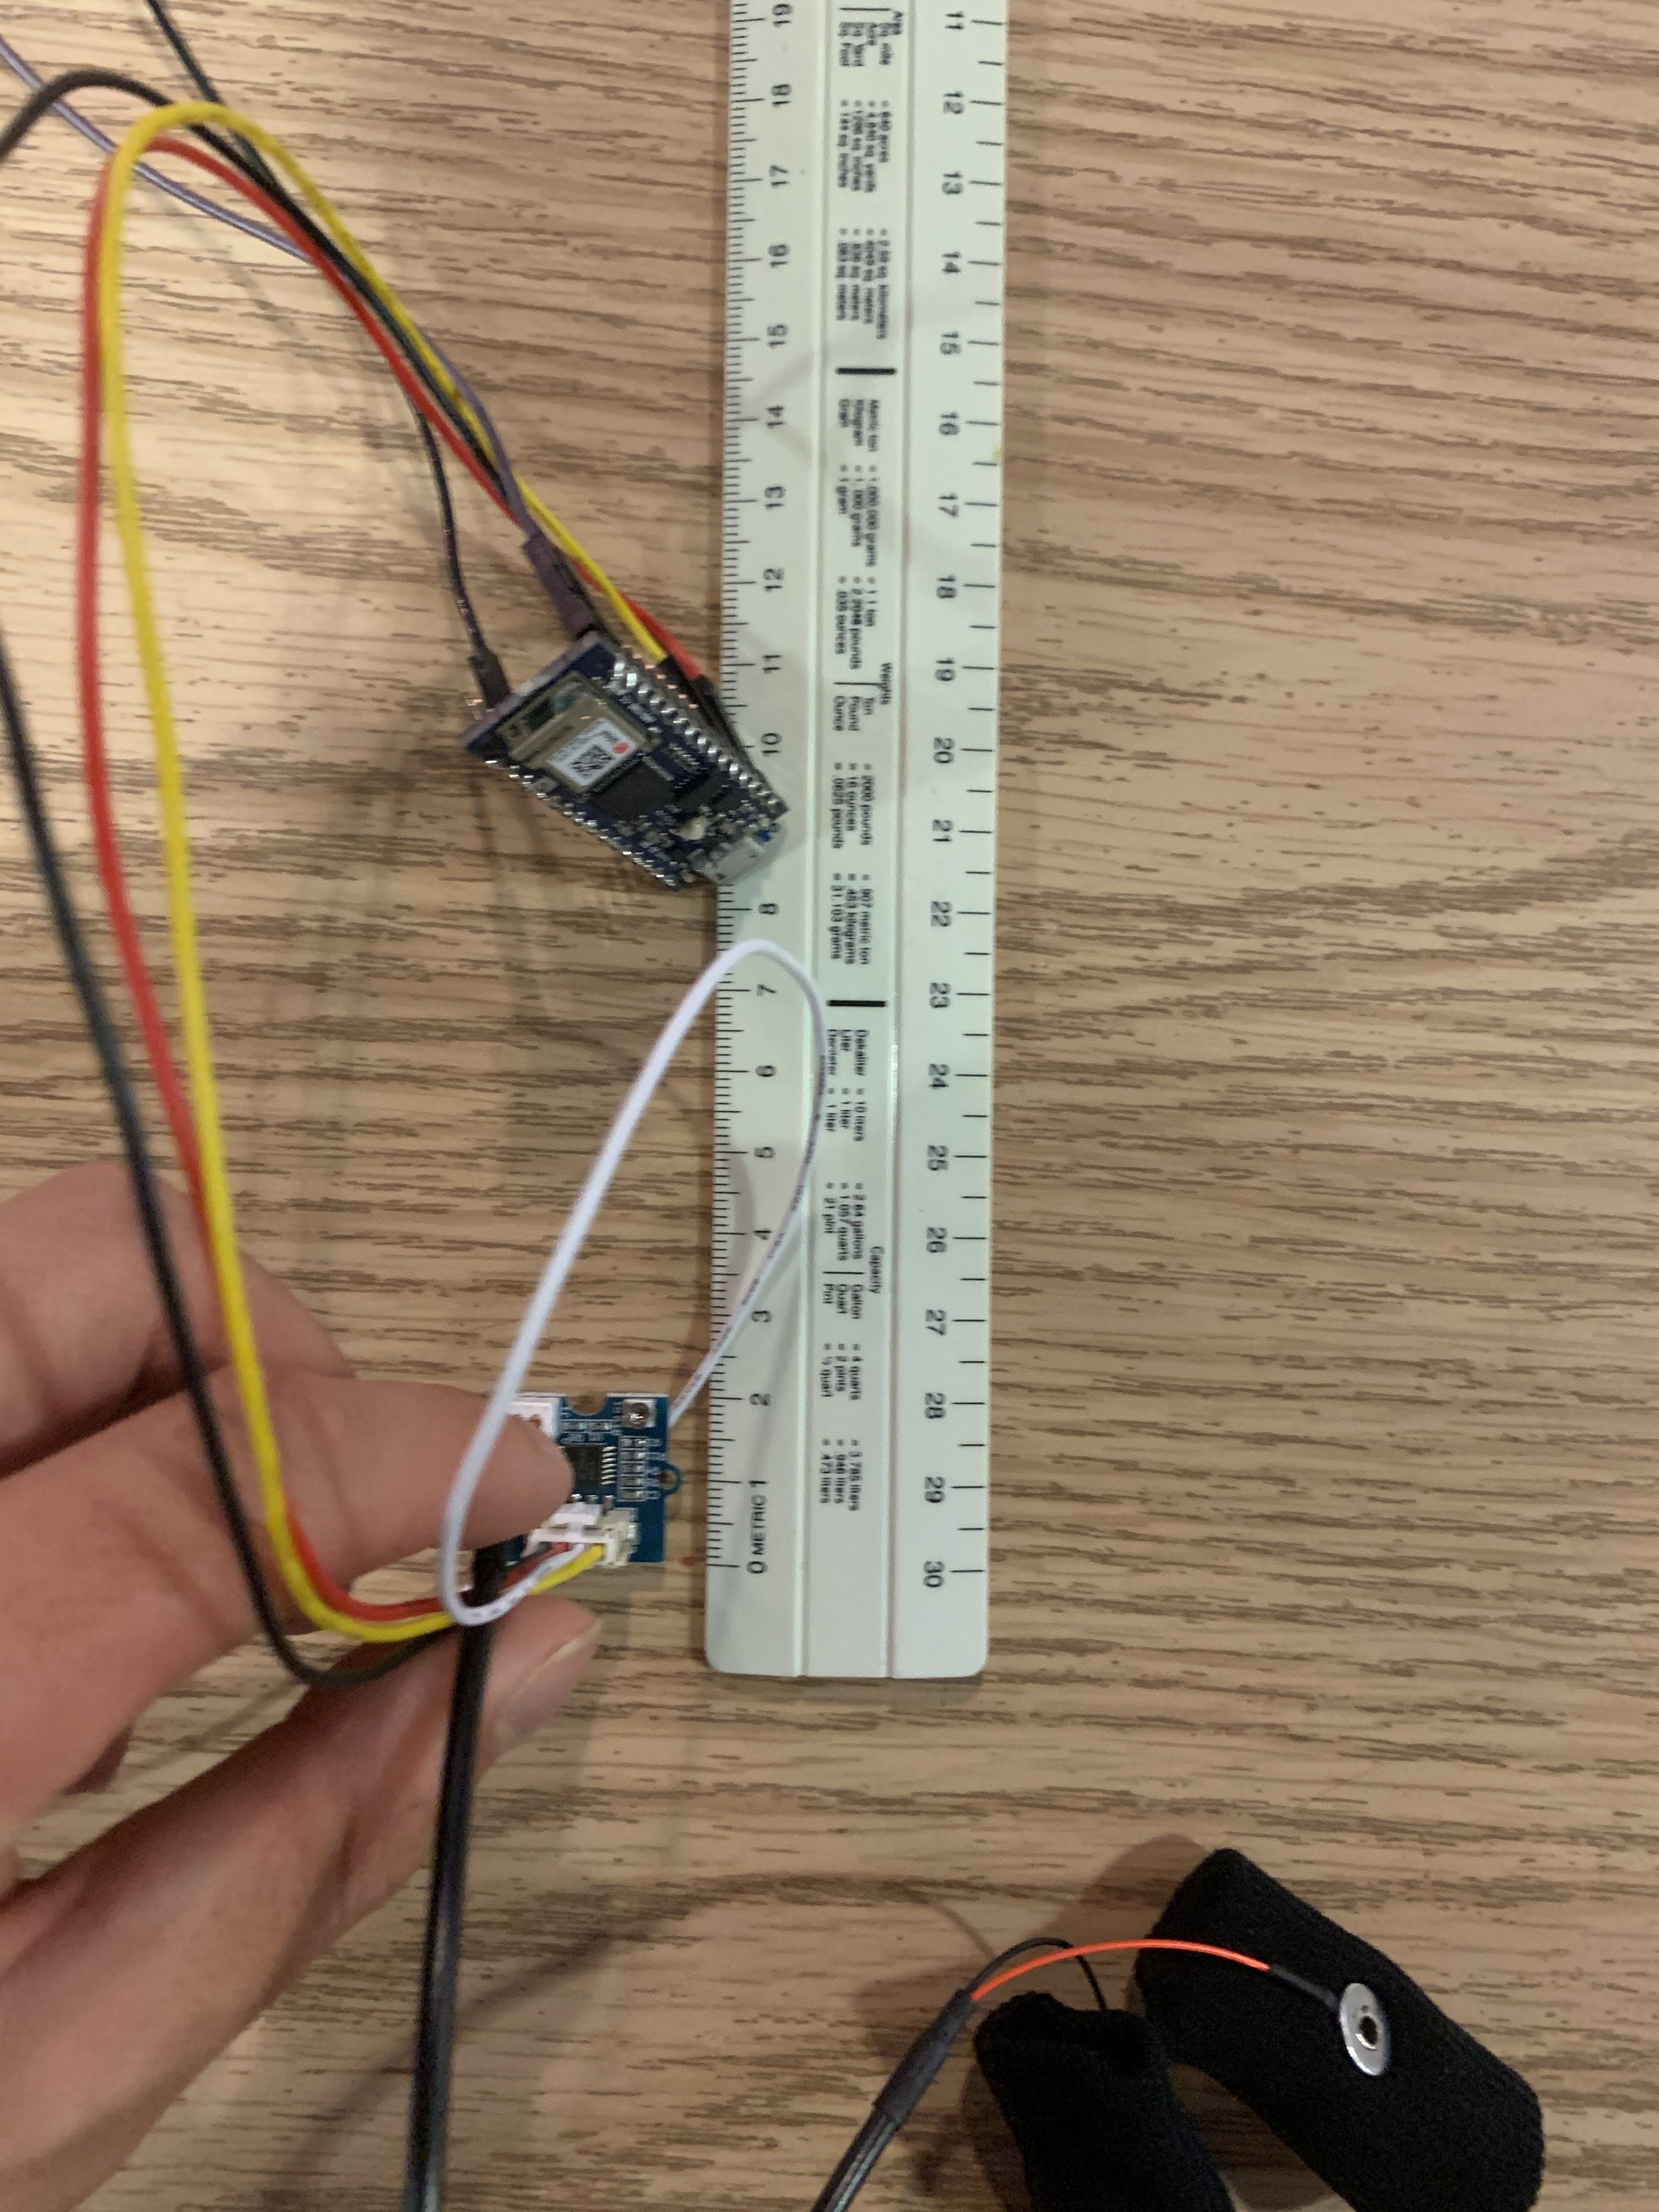 11 12 13 14 15 16 17 18 19 20 21 22 23 24 25 26 27 28 29 30
Area
Sq. mile = 640 acres = 2.59 sq. kilometers
Acre = 4,840 sq. yards = 4049 sq. meters
Sq. Yard = 1296 sq. inches = .836 sq. meters
Sq. Foot = 144 sq. inches = .093 sq. meters
Weights
Metric ton = 1,000,000 grams = 1.1 ton
Kilogram = 1,000 grams = 2.2046 pounds
Gram = 1 gram = .035 ounces
Ton = 2000 pounds = .907 metric ton
Pound = 16 ounces = .453 kilograms
Ounce = .0625 pounds = 31.103 grams
Capacity
Dekaliter = 10 liters = 2.64 gallons
Liter = 1 liter = 1.057 quarts
Deciliter = .1 liter = .21 pint
Gallon = 4 quarts = 3.785 liters
Quart = 2 pints = .946 liters
Pint = ½ quart = .473 liters
0 METRIC 1 2 3 4 5 6 7 8 10 11 12 13 14 15 16 17 18 19